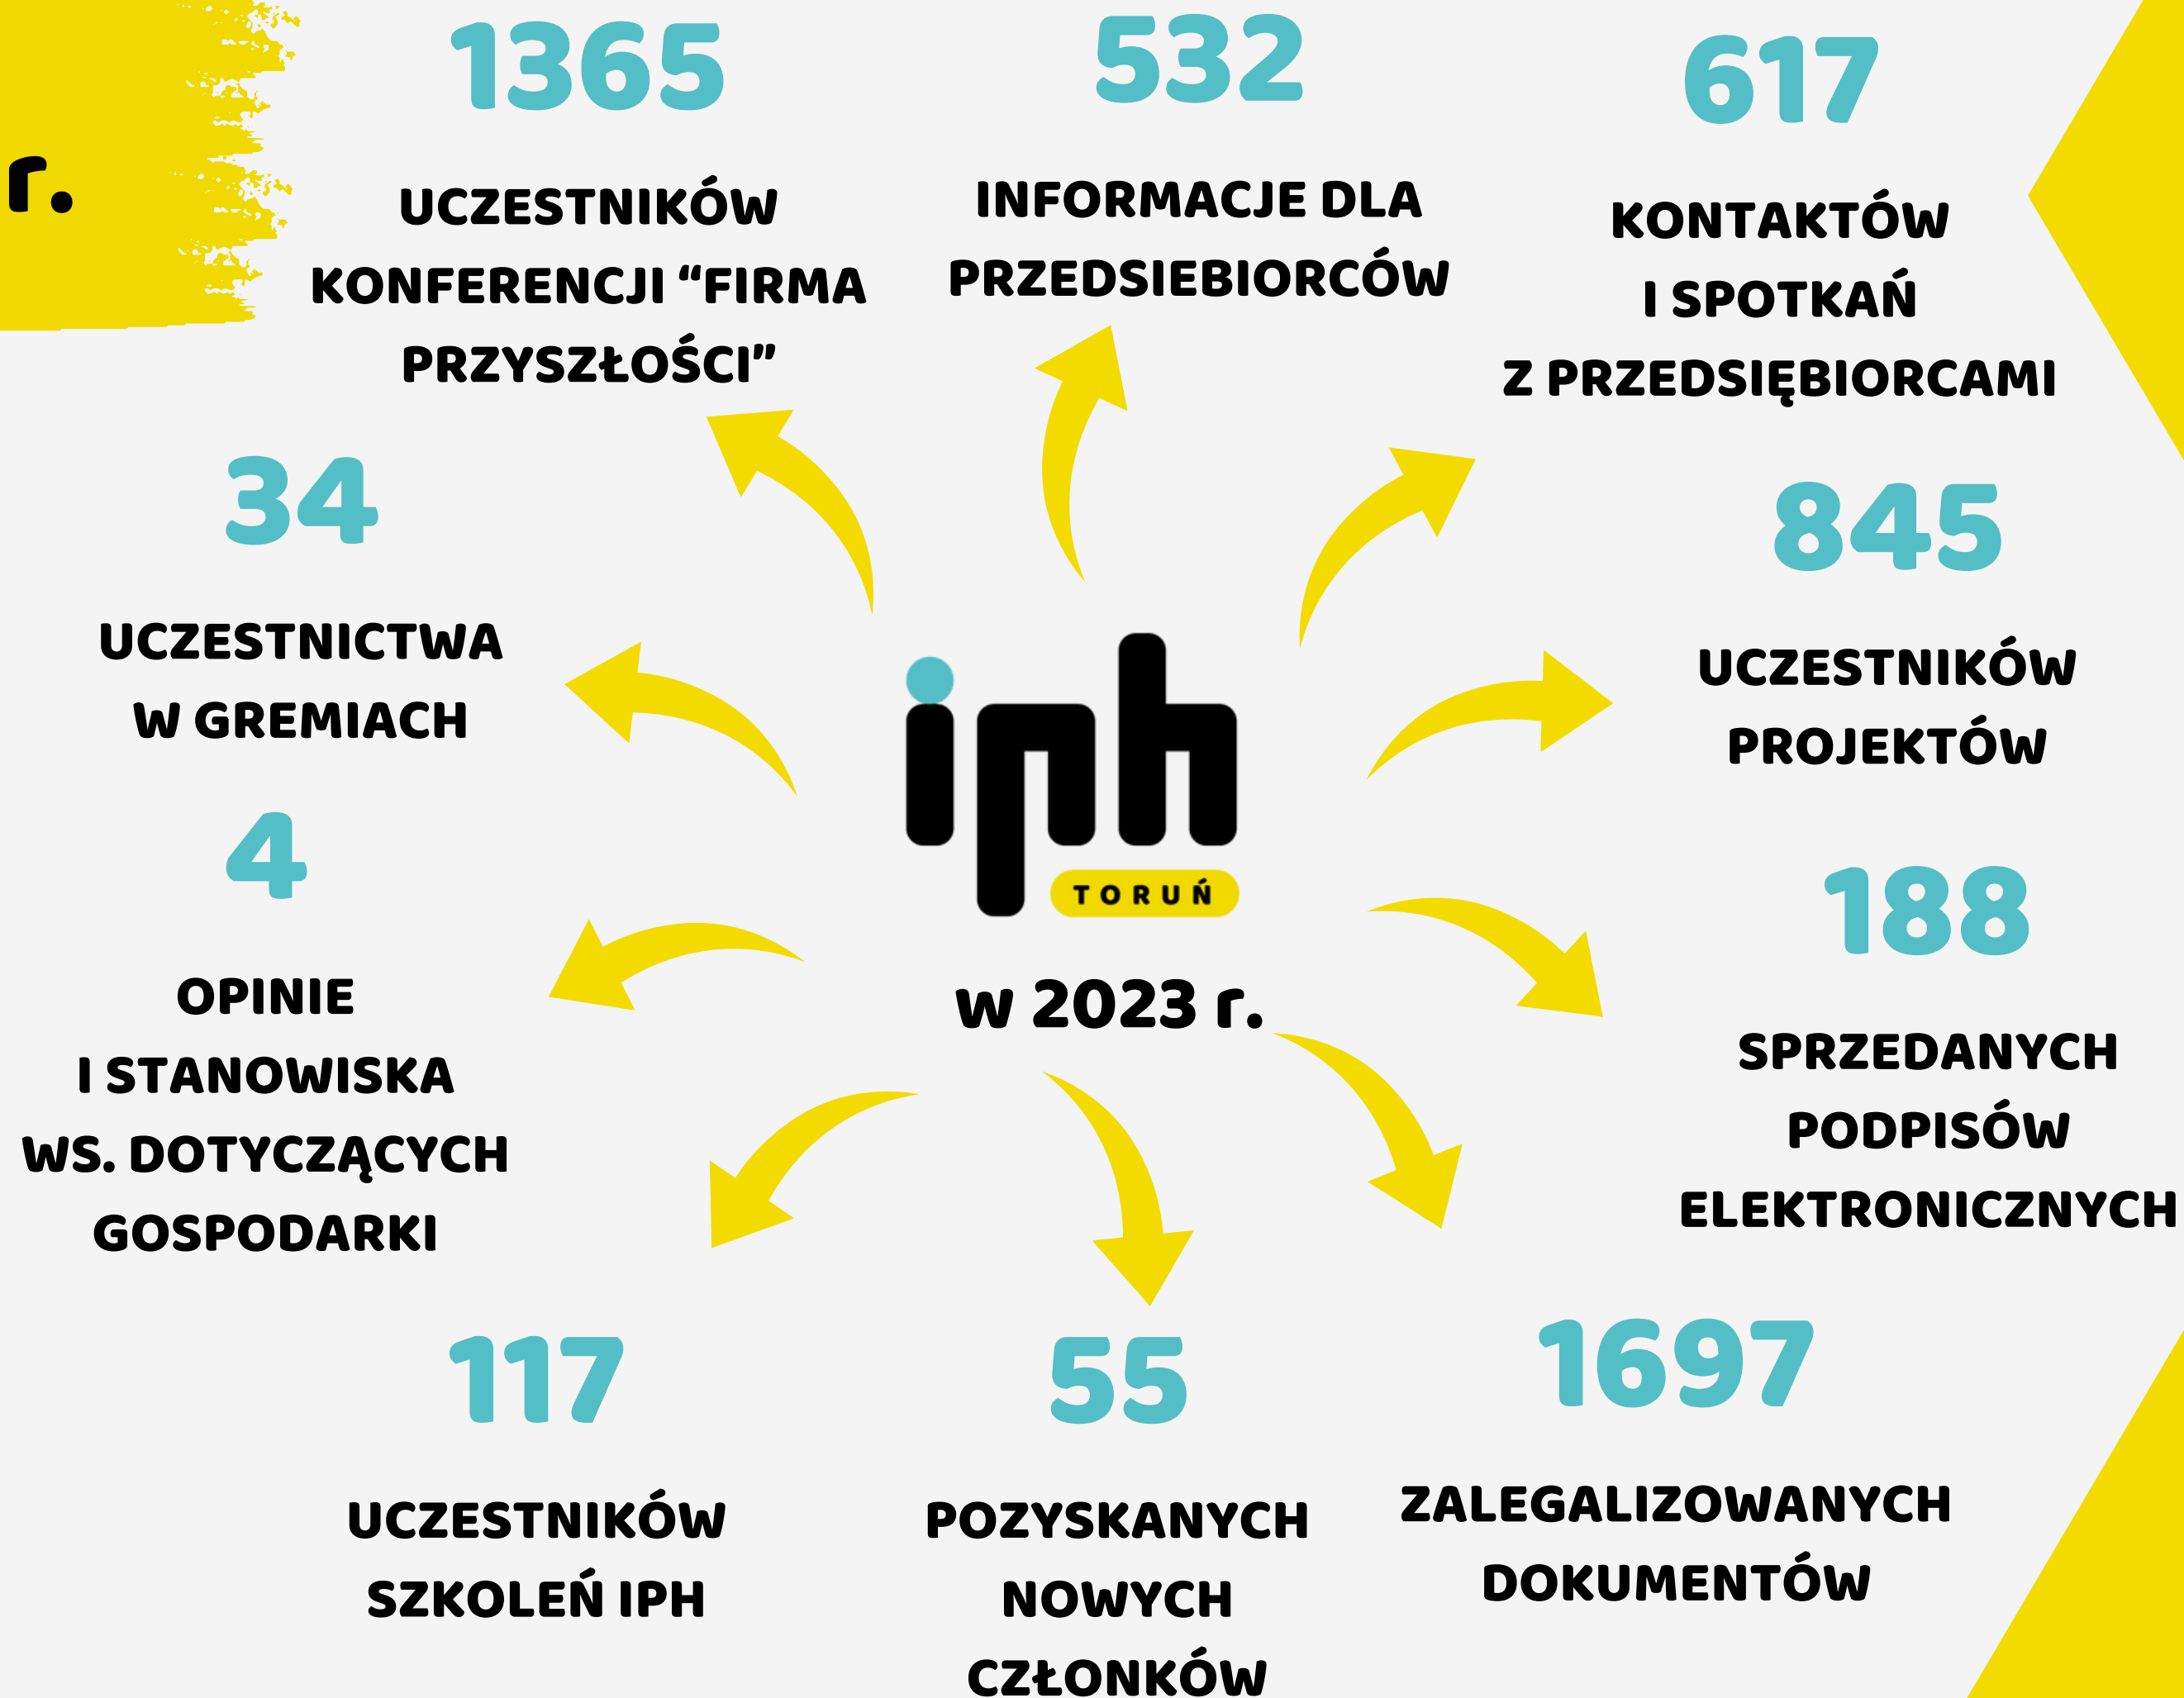 r.
1365
UCZESTNIKÓW
KONFERENCJI "FIRMA
PRZYSZŁOŚCI"
532
INFORMACJE DLA
PRZEDSIEBIORCÓW
617
KONTAKTÓW
I SPOTKAŃ
Z PRZEDSIĘBIORCAMI
34
UCZESTNICTWA
W GREMIACH
845
UCZESTNIKÓW
PROJEKTÓW
iph
TORUŃ
w 2023 r.
4
OPINIE
I STANOWISKA
WS. DOTYCZĄCYCH
GOSPODARKI
188
SPRZEDANYCH
PODPISÓW
ELEKTRONICZNYCH
117
UCZESTNIKÓW
SZKOLEŃ IPH
55
POZYSKANYCH
NOWYCH
CZŁONKÓW
1697
ZALEGALIZOWANYCH
DOKUMENTÓW